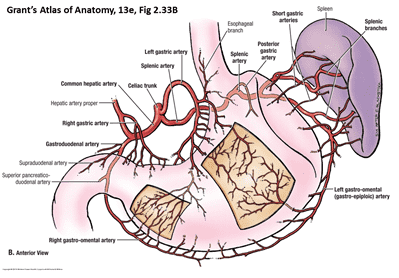 Grant's Atlas of Anatomy, 13e, Fig 2.33B
Esophageal
branch
Short gastric
arteries
Spleen
Splenic
branches
Left gastric artery
Splenic artery
Splenic
artery
Posterior
gastric
artery
Common hepatic artery
Celiac trunk
Hepatic artery proper
Right gastric artery
Gastroduodenal artery
Supraduodenal artery
Superior pancreatico-
duodenal artery
Left gastro-omental
(gastro-epiploic) artery
Right gastro-omental artery
B. Anterior View